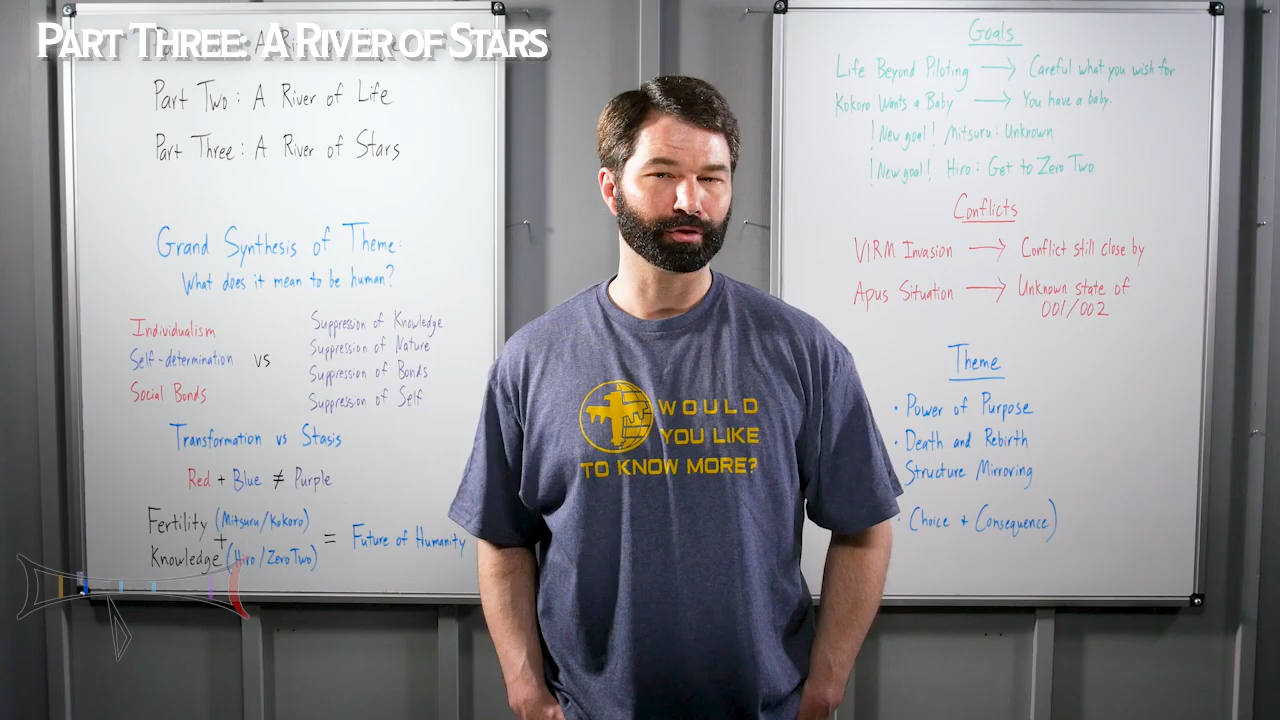 Part Three: A River of Stars
Part Two: A River of Life
Part Three: A River of Stars
Grand Synthesis of Theme:
What does it mean to be human?
Individualism
Self-determination
Social Bonds
vs
Suppression of Knowledge
Suppression of Nature
Suppression of Bonds
Suppression of Self
Transformation vs Stasis
Red + Blue ≠ Purple
Fertility (Mitsuru/Kokoro)
+
Knowledge (Hiro/Zero Two)
= Future of Humanity
WOULD
YOU LIKE
TO KNOW MORE?
Goals
Life Beyond Piloting → Careful what you wish for
Kokoro Wants a Baby → You have a baby.
!New goal! Mitsuru: Unknown
!New goal! Hiro: Get to Zero Two
Conflicts
VIRM Invasion → Conflict still close by
Apus Situation → Unknown state of
001/002
Theme
• Power of Purpose
• Death and Rebirth
Structure Mirroring
• (Choice + Consequence)